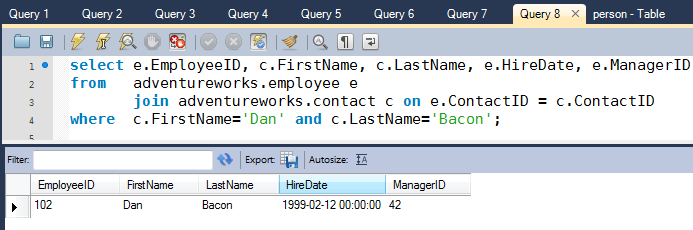 Query 1 Query 2 Query 3 Query 4 Query 5 Query 6 Query 7 Query 8 × person - Table
1 select e.EmployeeID, c.FirstName, c.LastName, e.HireDate, e.ManagerID
2 from adventureworks.employee e
3 join adventureworks.contact c on e.ContactID = c.ContactID
4 where c.FirstName='Dan' and c.LastName='Bacon';
5
Filter: Export: Autosize:
EmployeeID FirstName LastName HireDate ManagerID
102 Dan Bacon 1999-02-12 00:00:00 42